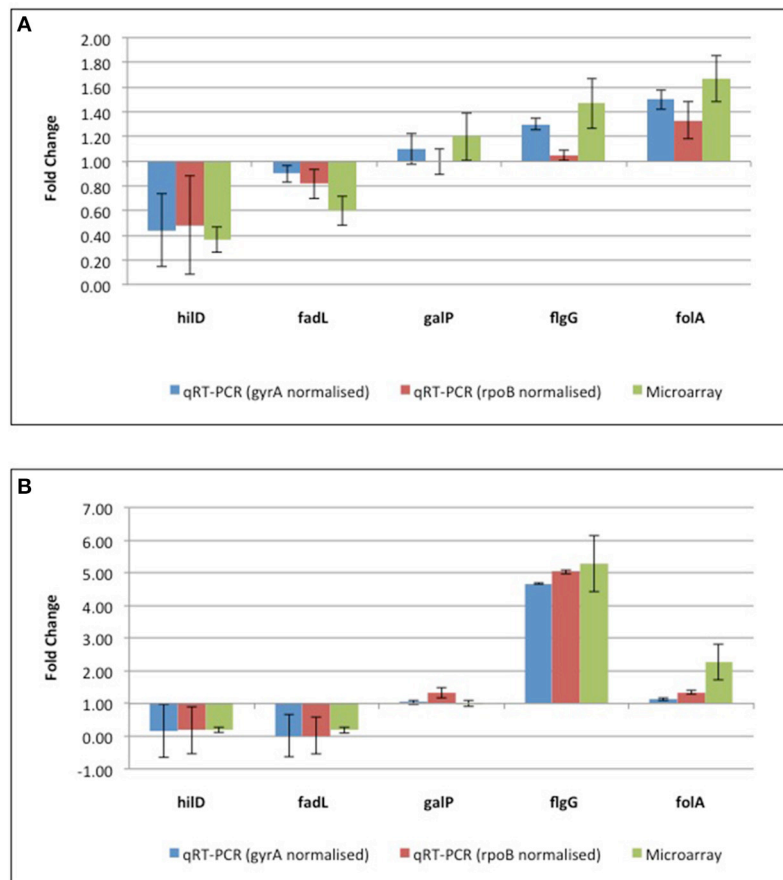 A
Fold Change
2.00
1.80
1.60
1.40
1.20
1.00
0.80
0.60
0.40
0.20
0.00
hilD fadL galP flgG folA
qRT-PCR (gyrA normalised) qRT-PCR (rpoB normalised) Microarray
B
Fold Change
7.00
6.00
5.00
4.00
3.00
2.00
1.00
0.00
-1.00
hilD fadL galP flgG folA
qRT-PCR (gyrA normalised) qRT-PCR (rpoB normalised) Microarray